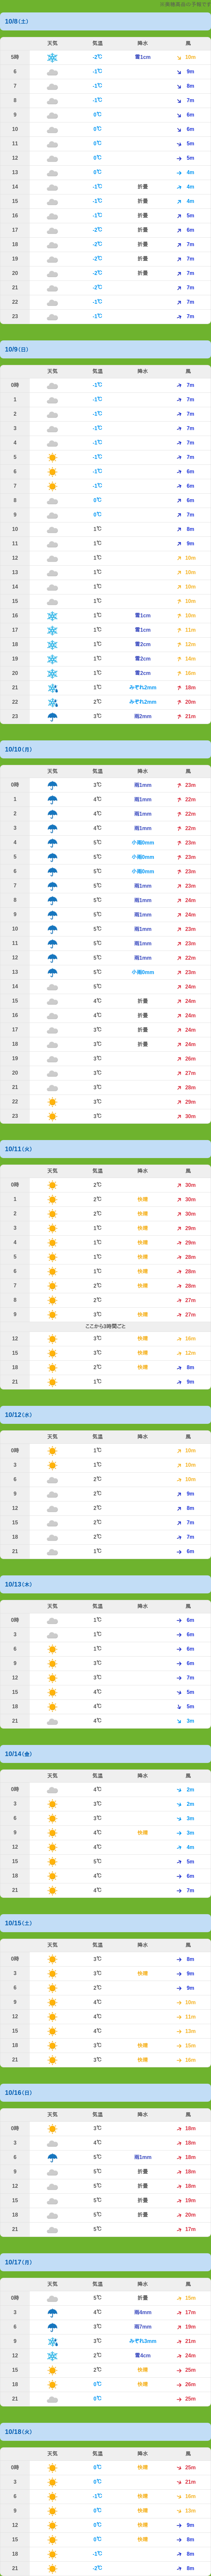 ※実積算高の予報です
10/8(土)
天気 気温 降水 風
5時 -2℃ 雪1cm 10m
6 -1℃ 9m
7 -1℃ 8m
8 -1℃ 7m
9 0℃ 6m
10 0℃ 6m
11 0℃ 5m
12 0℃ 5m
13 0℃ 4m
14 -1℃ 折曇 4m
15 -1℃ 折曇 4m
16 -1℃ 折曇 5m
17 -2℃ 折曇 6m
18 -2℃ 折曇 7m
19 -2℃ 折曇 7m
20 -2℃ 折曇 7m
21 -2℃ 7m
22 -1℃ 7m
23 -1℃ 7m
10/9(日)
天気 気温 降水 風
0時 -1℃ 7m
1 -1℃ 7m
2 -1℃ 7m
3 -1℃ 7m
4 -1℃ 7m
5 -1℃ 7m
6 -1℃ 6m
7 -1℃ 6m
8 0℃ 6m
9 0℃ 7m
10 1℃ 8m
11 1℃ 9m
12 1℃ 10m
13 1℃ 10m
14 1℃ 10m
15 1℃ 10m
16 1℃ 雪1cm 10m
17 1℃ 雪1cm 11m
18 1℃ 雪2cm 12m
19 1℃ 雪2cm 14m
20 1℃ 雪2cm 16m
21 1℃ みぞれ2mm 18m
22 2℃ みぞれ2mm 20m
23 3℃ 雨2mm 21m
10/10(月)
天気 気温 降水 風
0時 3℃ 雨1mm 23m
1 4℃ 雨1mm 22m
2 4℃ 雨1mm 22m
3 4℃ 雨1mm 22m
4 5℃ 小雨0mm 23m
5 5℃ 小雨0mm 23m
6 5℃ 小雨0mm 23m
7 5℃ 雨1mm 23m
8 5℃ 雨1mm 24m
9 5℃ 雨1mm 24m
10 5℃ 雨1mm 23m
11 5℃ 雨1mm 23m
12 5℃ 雨1mm 22m
13 5℃ 小雨0mm 23m
14 5℃ 24m
15 4℃ 折曇 24m
16 4℃ 折曇 24m
17 3℃ 折曇 24m
18 3℃ 折曇 24m
19 3℃ 26m
20 3℃ 27m
21 3℃ 28m
22 3℃ 29m
23 3℃ 30m
10/11(火)
天気 気温 降水 風
0時 2℃ 30m
1 2℃ 快晴 30m
2 2℃ 快晴 30m
3 1℃ 快晴 29m
4 1℃ 快晴 29m
5 1℃ 快晴 28m
6 1℃ 快晴 28m
7 2℃ 快晴 28m
8 2℃ 快晴 27m
9 3℃ 快晴 27m
ここから3時間ごと
12 3℃ 快晴 16m
15 3℃ 快晴 12m
18 2℃ 快晴 8m
21 1℃ 9m
10/12(水)
天気 気温 降水 風
0時 1℃ 10m
3 1℃ 10m
6 2℃ 10m
9 2℃ 9m
12 2℃ 8m
15 2℃ 7m
18 2℃ 7m
21 1℃ 6m
10/13(木)
天気 気温 降水 風
0時 1℃ 6m
3 1℃ 6m
6 1℃ 6m
9 3℃ 6m
12 3℃ 7m
15 4℃ 5m
18 4℃ 5m
21 4℃ 3m
10/14(金)
天気 気温 降水 風
0時 4℃ 2m
3 3℃ 2m
6 3℃ 3m
9 4℃ 快晴 3m
12 4℃ 4m
15 5℃ 5m
18 4℃ 6m
21 4℃ 7m
10/15(土)
天気 気温 降水 風
0時 3℃ 8m
3 3℃ 快晴 9m
6 2℃ 9m
9 4℃ 10m
12 4℃ 11m
15 4℃ 13m
18 3℃ 快晴 15m
21 3℃ 快晴 16m
10/16(日)
天気 気温 降水 風
0時 3℃ 18m
3 4℃ 18m
6 5℃ 雨1mm 18m
9 5℃ 折曇 18m
12 5℃ 折曇 18m
15 5℃ 折曇 19m
18 5℃ 折曇 20m
21 5℃ 17m
10/17(月)
天気 気温 降水 風
0時 5℃ 折曇 15m
3 4℃ 雨4mm 17m
6 3℃ 雨7mm 19m
9 3℃ みぞれ3mm 21m
12 2℃ 雪4cm 24m
15 2℃ 快晴 25m
18 0℃ 快晴 26m
21 0℃ 25m
10/18(火)
天気 気温 降水 風
0時 0℃ 快晴 25m
3 0℃ 21m
6 -1℃ 快晴 16m
9 0℃ 快晴 13m
12 0℃ 快晴 9m
15 0℃ 快晴 8m
18 -1℃ 8m
21 -2℃ 8m